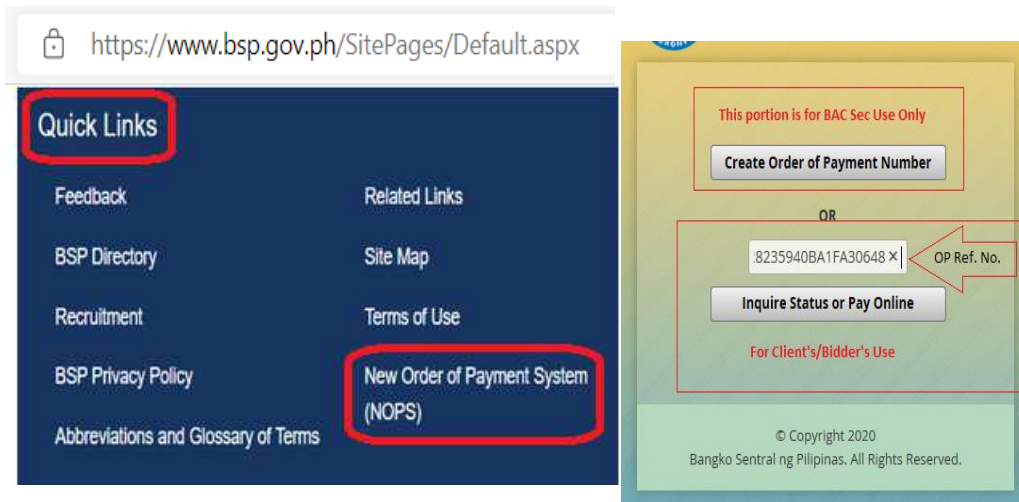 https://www.bsp.gov.ph/SitePages/Default.aspx
Quick Links
Feedback
Related Links
BSP Directory
Site Map
Recruitment
Terms of Use
BSP Privacy Policy
New Order of Payment System
(NOPS)
Abbreviations and Glossary of Terms
This portion is for BAC Sec Use Only
Create Order of Payment Number
OR
8235940BA1FA30648 ×
OP Ref. No.
Inquire Status or Pay Online
For Client's/Bidder's Use
© Copyright 2020
Bangko Sentral ng Pilipinas. All Rights Reserved.